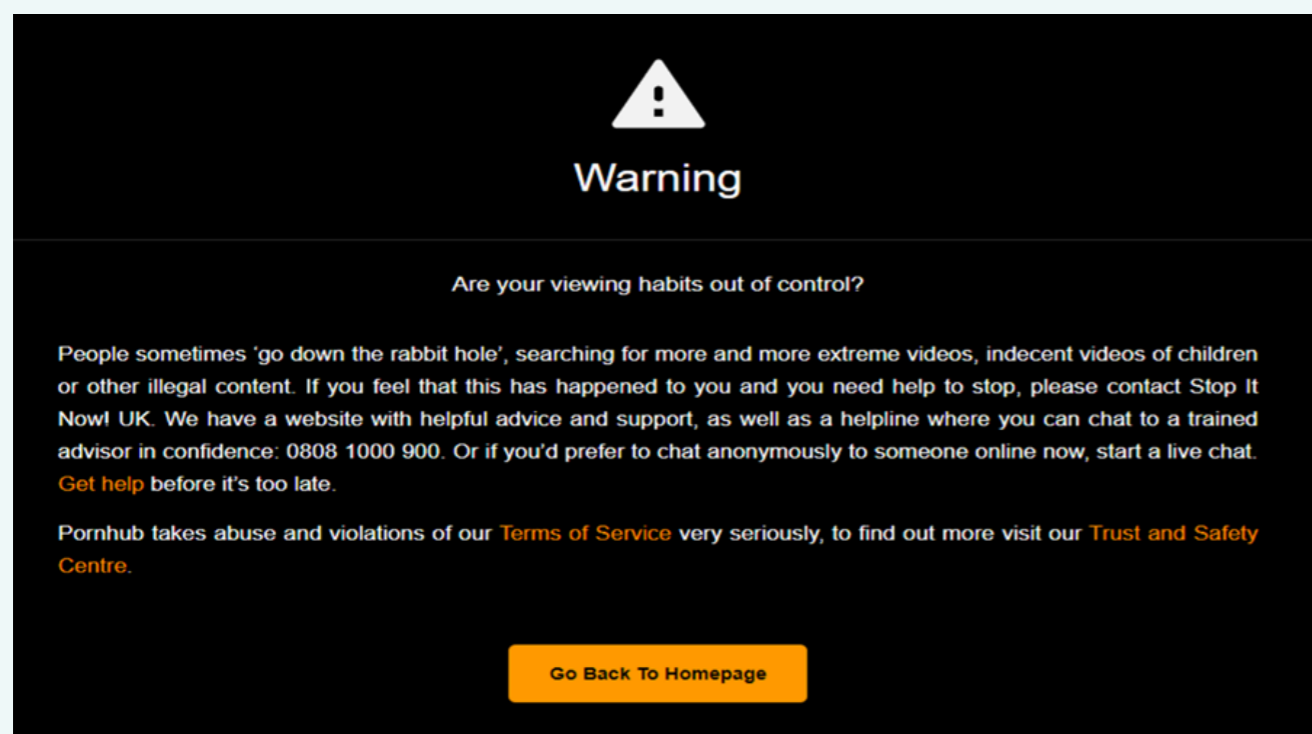 Warning
Are your viewing habits out of control?
People sometimes ‘go down the rabbit hole’, searching for more and more extreme videos, indecent videos of children
or other illegal content. If you feel that this has happened to you and you need help to stop, please contact Stop It
Now! UK. We have a website with helpful advice and support, as well as a helpline where you can chat to a trained
advisor in confidence: 0808 1000 900. Or if you’d prefer to chat anonymously to someone online now, start a live chat.
Get help before it’s too late.
Pornhub takes abuse and violations of our Terms of Service very seriously, to find out more visit our Trust and Safety
Centre.
Go Back To Homepage